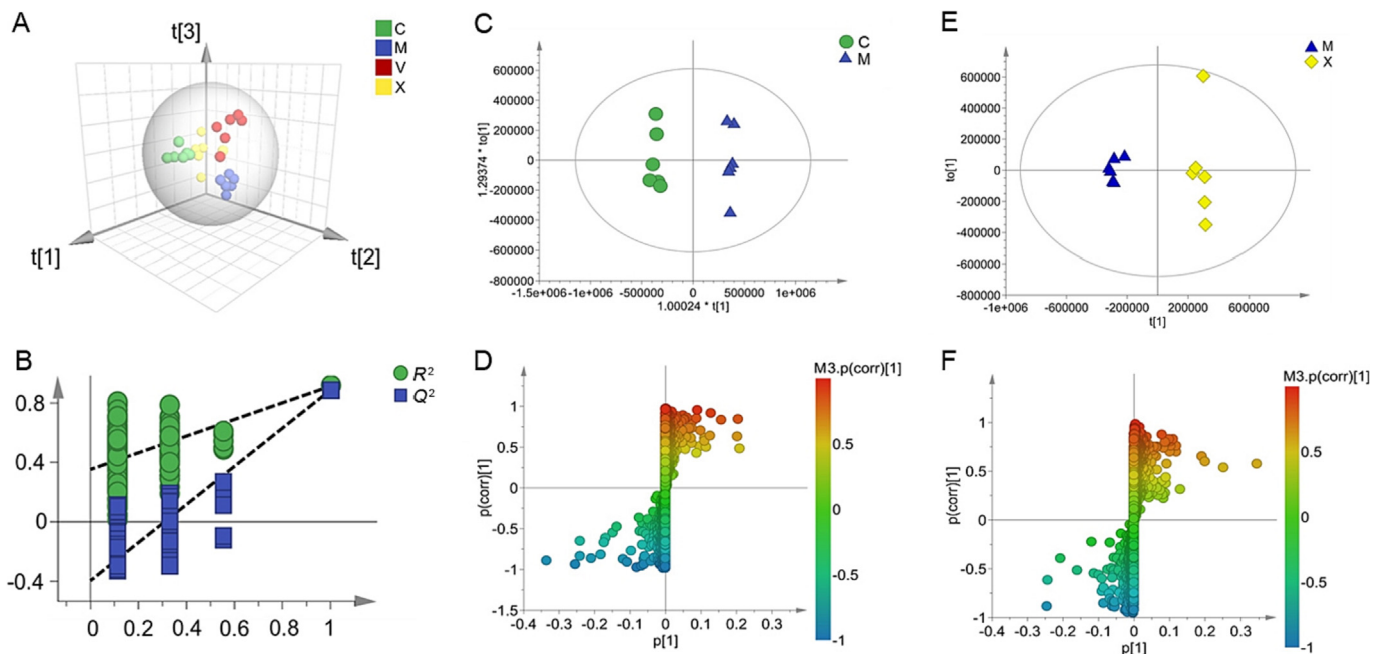 A
t[3]
C
M
V
X
t[1]
t[2]
B
R²
Q²
0.8
0.4
0
-0.4
0 0.2 0.4 0.6 0.8 1
C
C
M
1.29374 * to[1]
800000
600000
400000
200000
0
-200000
-400000
-600000
-800000
-1.5e+006 -1e+006 -500000 0 500000 1e+006
1.00024 * t[1]
D
M3.p(corr)[1]
p(corr)[1]
1
0.5
0
-0.5
-1
-1.5
-0.5 -0.4 -0.3 -0.2 -0.1 0 0.1 0.2 0.3
p[1]
0.5
0
-0.5
-1
E
M
X
to[1]
600000
400000
200000
0
-200000
-400000
-600000
-800000
-1e+006 -600000 -200000 200000 600000
t[1]
F
M3.p(corr)[1]
p(corr)[1]
1
0.5
0
-0.5
-1
-0.4 -0.3 -0.2 -0.1 0 0.1 0.2 0.3 0.4
p[1]
0.5
0
-0.5
-1